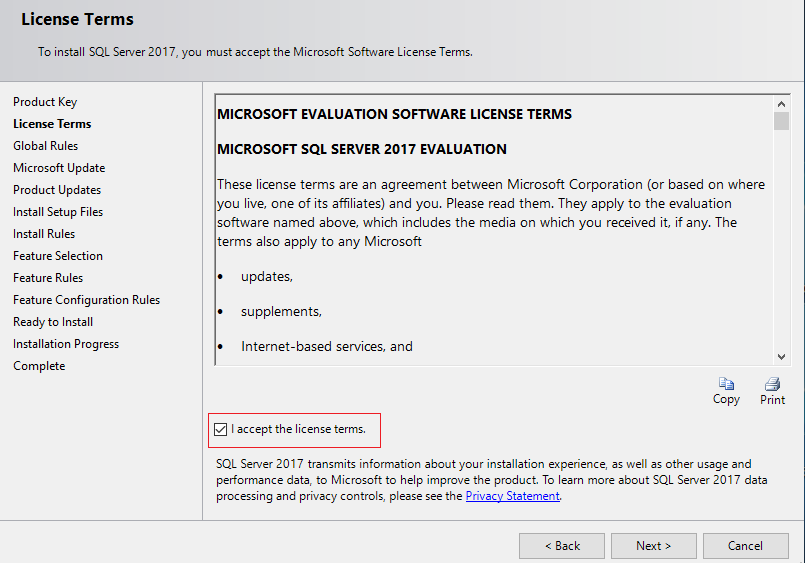 License Terms
To install SQL Server 2017, you must accept the Microsoft Software License Terms.
Product Key
License Terms
Global Rules
Microsoft Update
Product Updates
Install Setup Files
Install Rules
Feature Selection
Feature Rules
Feature Configuration Rules
Ready to Install
Installation Progress
Complete
MICROSOFT EVALUATION SOFTWARE LICENSE TERMS
MICROSOFT SQL SERVER 2017 EVALUATION
These license terms are an agreement between Microsoft Corporation (or based on where
you live, one of its affiliates) and you. Please read them. They apply to the evaluation
software named above, which includes the media on which you received it, if any. The
terms also apply to any Microsoft
• updates,
• supplements,
• Internet-based services, and
Copy
Print
I accept the license terms.
SQL Server 2017 transmits information about your installation experience, as well as other usage and
performance data, to Microsoft to help improve the product. To learn more about SQL Server 2017 data
processing and privacy controls, please see the Privacy Statement.
< Back
Next >
Cancel